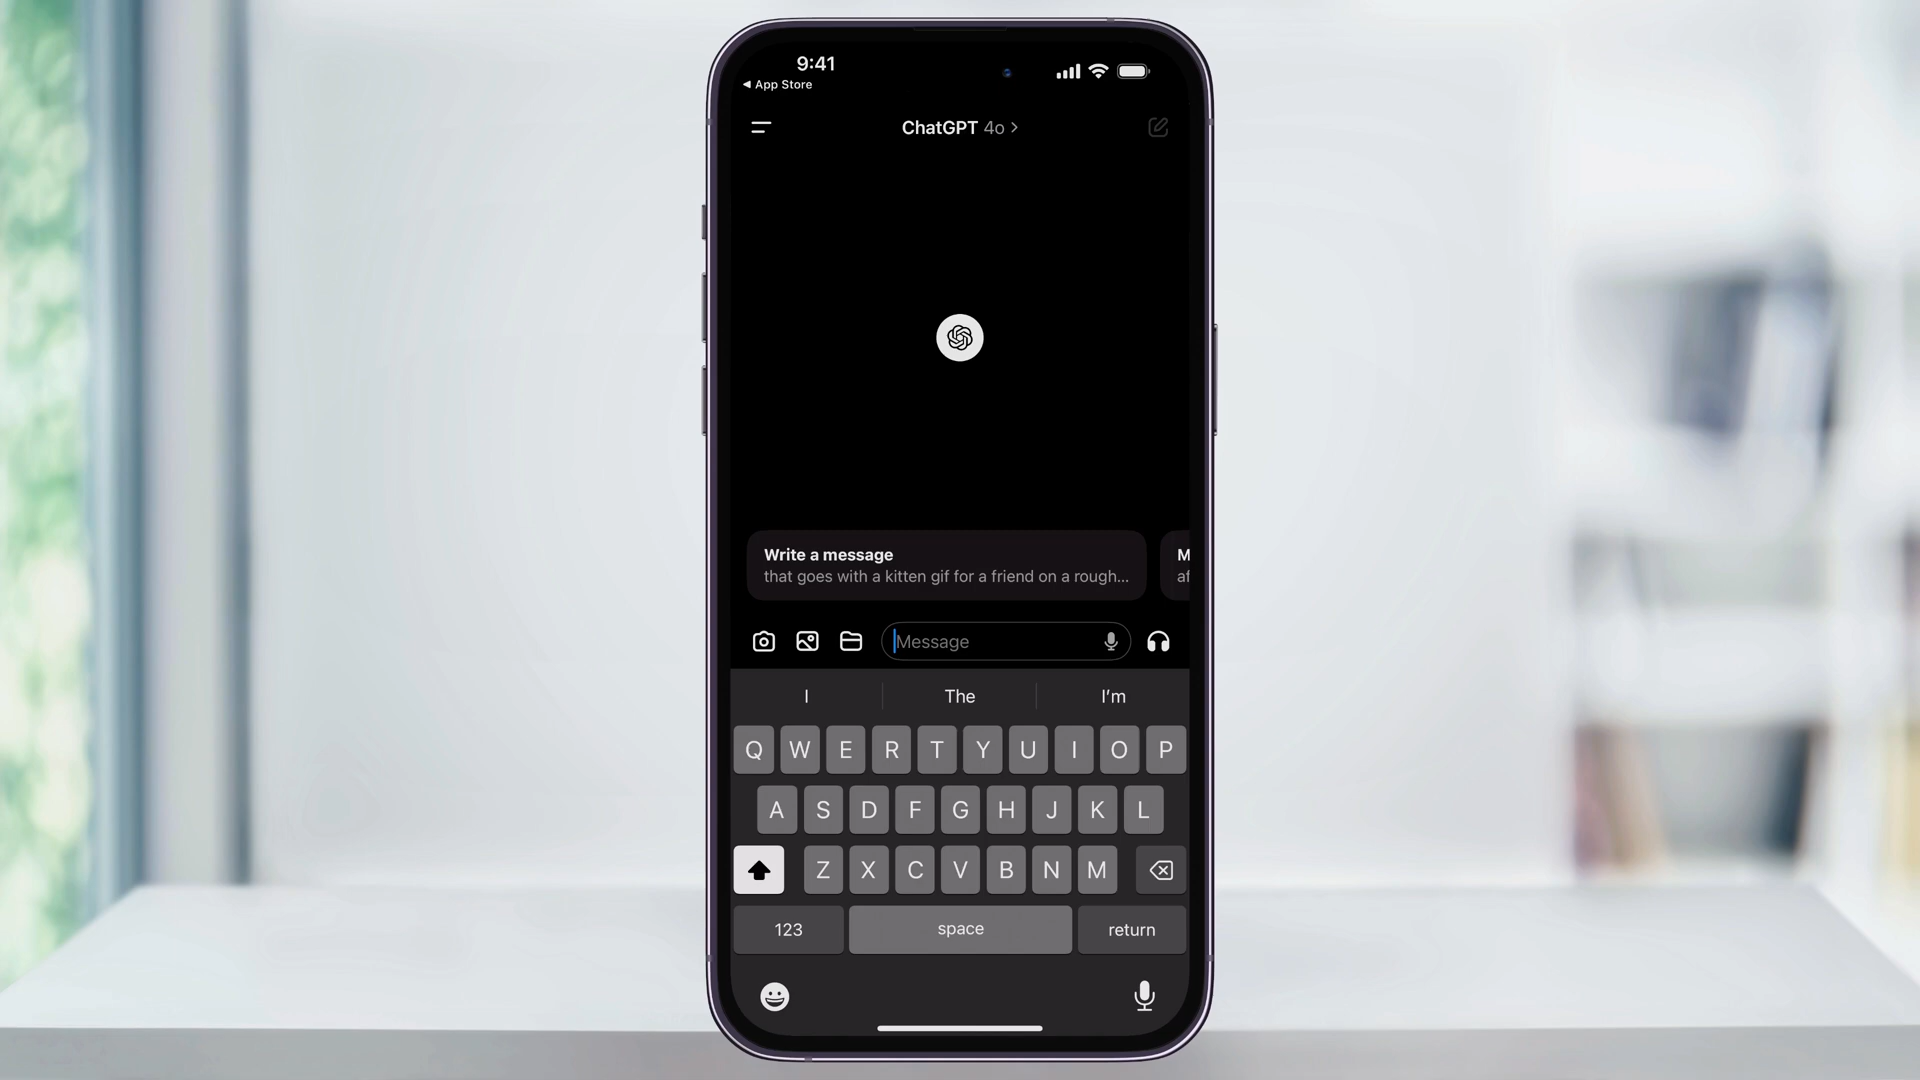 9:41
◀ App Store
ChatGPT 4o >
Write a message
that goes with a kitten gif for a friend on a rough...
M
af
Message
I The I'm
Q W E R T Y U I O P
A S D F G H J K L
Z X C V B N M
123 space return